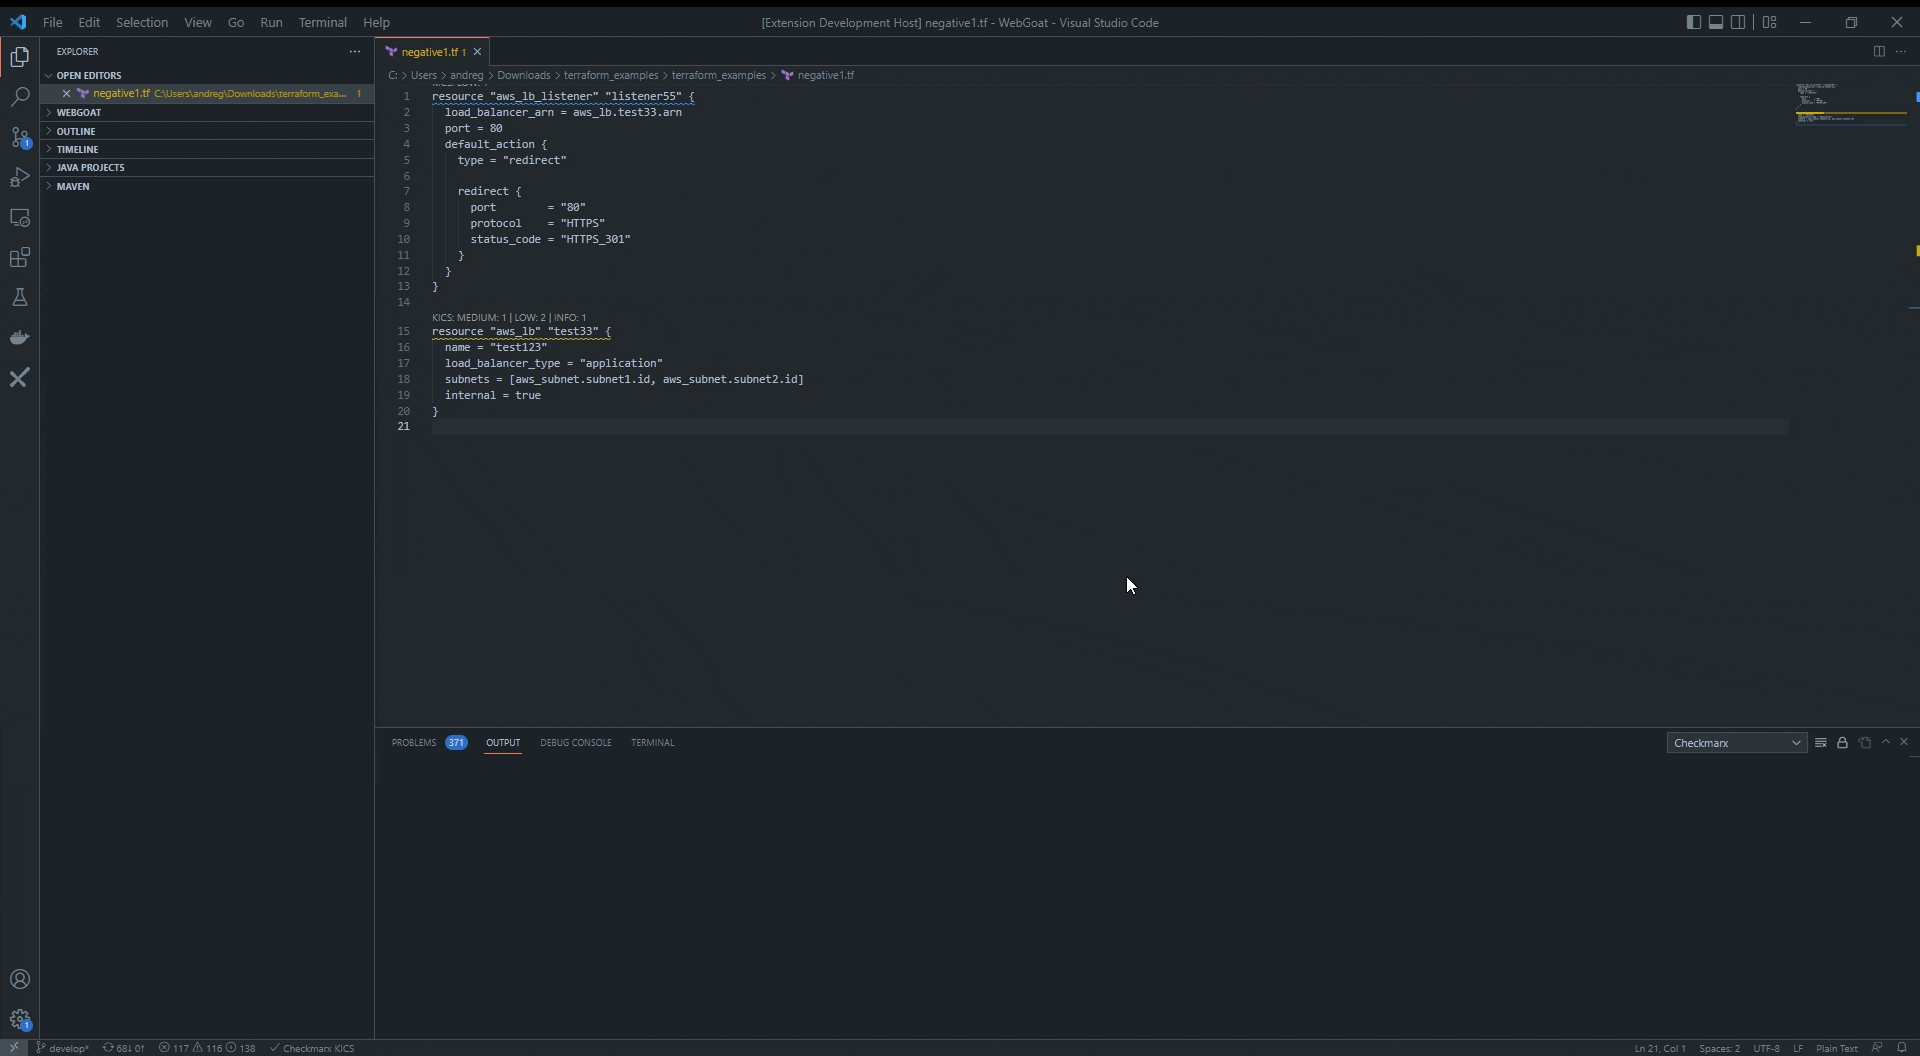 File Edit Selection View Go Run Terminal Help
[Extension Development Host] negative1.tf - WebGoat - Visual Studio Code
EXPLORER
OPEN EDITORS
negative1.tf C:\Users\andreg\Downloads\terraform_exa... 1
WEBGOAT
OUTLINE
TIMELINE
JAVA PROJECTS
MAVEN
1
1
negative1.tf 1
C: > Users > andreg > Downloads > terraform_examples > terraform_examples > negative1.tf
1 resource "aws_lb_listener" "listener55" {
2 load_balancer_arn = aws_lb.test33.arn
3 port = 80
4 default_action {
5 type = "redirect"
6
7 redirect {
8 port = "80"
9 protocol = "HTTPS"
10 status_code = "HTTPS_301"
11 }
12 }
13 }
14
KICS: MEDIUM: 1 | LOW: 2 | INFO: 1
15 resource "aws_lb" "test33" {
16 name = "test123"
17 load_balancer_type = "application"
18 subnets = [aws_subnet.subnet1.id, aws_subnet.subnet2.id]
19 internal = true
20 }
21
PROBLEMS 371 OUTPUT DEBUG CONSOLE TERMINAL
Checkmarx
develop* 68↓ 0↑ 117 116 138 Checkmarx KICS
Ln 21, Col 1 Spaces: 2 UTF-8 LF Plain Text